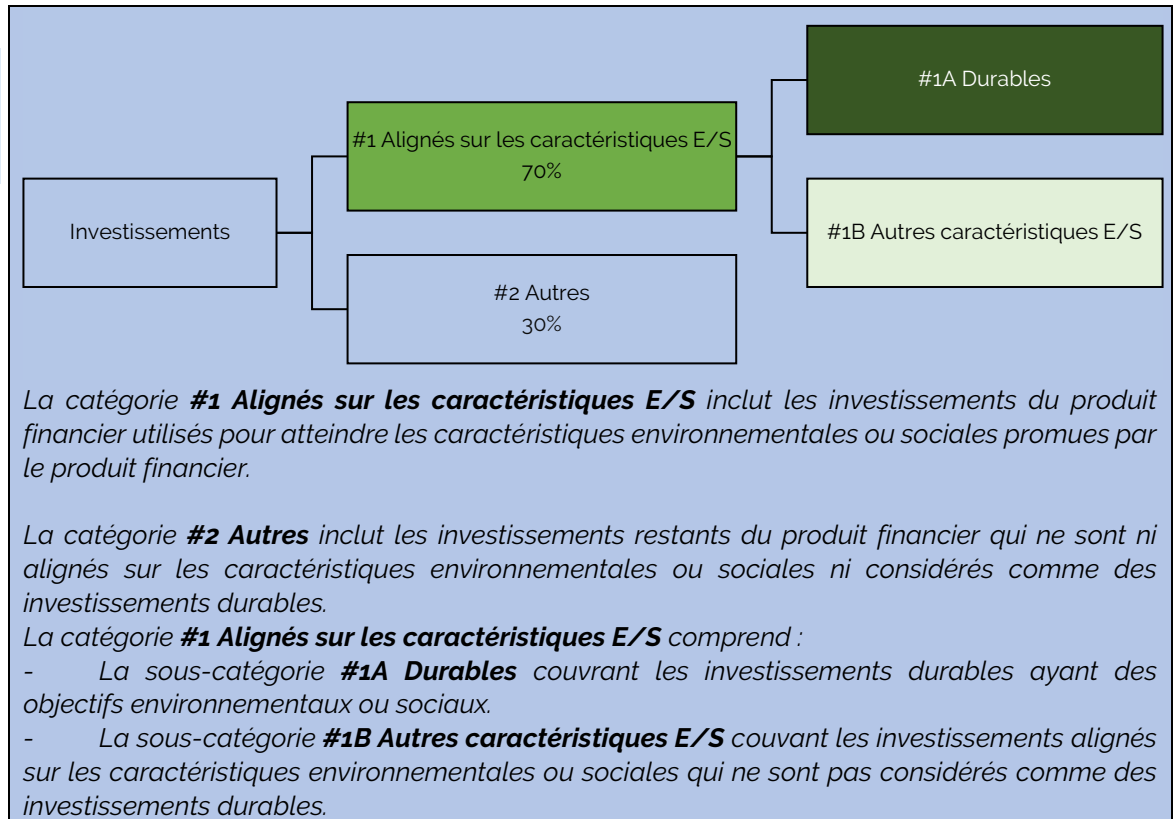 #1A Durables
#1 Alignés sur les caractéristiques E/S
70%
Investissements
#1B Autres caractéristiques E/S
#2 Autres
30%
La catégorie #1 Alignés sur les caractéristiques E/S inclut les investissements du produit
financier utilisés pour atteindre les caractéristiques environnementales ou sociales promues par
le produit financier.
La catégorie #2 Autres inclut les investissements restants du produit financier qui ne sont ni
alignés sur les caractéristiques environnementales ou sociales ni considérés comme des
investissements durables.
La catégorie #1 Alignés sur les caractéristiques E/S comprend :
- La sous-catégorie #1A Durables couvrant les investissements durables ayant des
objectifs environnementaux ou sociaux.
- La sous-catégorie #1B Autres caractéristiques E/S couvant les investissements alignés
sur les caractéristiques environnementales ou sociales qui ne sont pas considérés comme des
investissements durables.